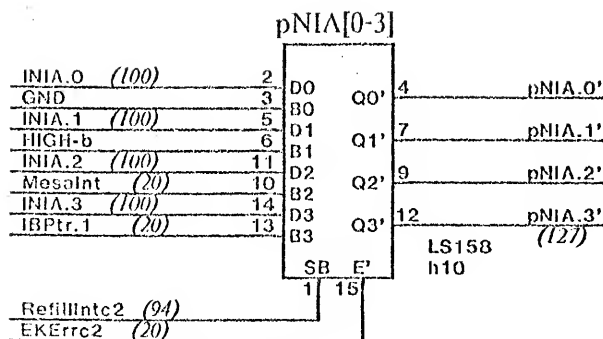 pNIA[0-3]
INIA.0 (100) 2 D0 Q0' 4 pNIA.0'
GND 3 B0
INIA.1 (100) 5 D1 Q1' 7 pNIA.1'
HIGH-b 6 B1
INIA.2 (100) 11 D2 Q2' 9 pNIA.2'
MesaInt (20) 10 B2
INIA.3 (100) 14 D3 Q3' 12 pNIA.3'
IBPtr.1 (20) 13 B3 (127)
LS158
SB E' h10
1 15
RefillIntc2 (94)
EKErrc2 (20)